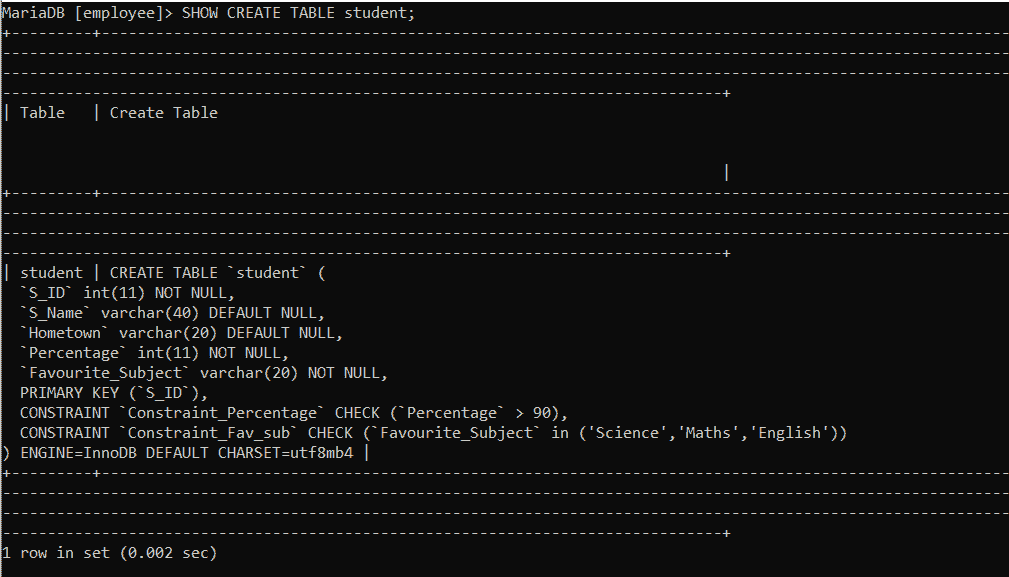 MariaDB [employee]> SHOW CREATE TABLE student;
| Table | Create Table |
| student | CREATE TABLE `student` (
`S_ID` int(11) NOT NULL,
`S_Name` varchar(40) DEFAULT NULL,
`Hometown` varchar(20) DEFAULT NULL,
`Percentage` int(11) NOT NULL,
`Favourite_Subject` varchar(20) NOT NULL,
PRIMARY KEY (`S_ID`),
CONSTRAINT `Constraint_Percentage` CHECK (`Percentage` > 90),
CONSTRAINT `Constraint_Fav_sub` CHECK (`Favourite_Subject` in ('Science','Maths','English'))
) ENGINE=InnoDB DEFAULT CHARSET=utf8mb4 |
1 row in set (0.002 sec)